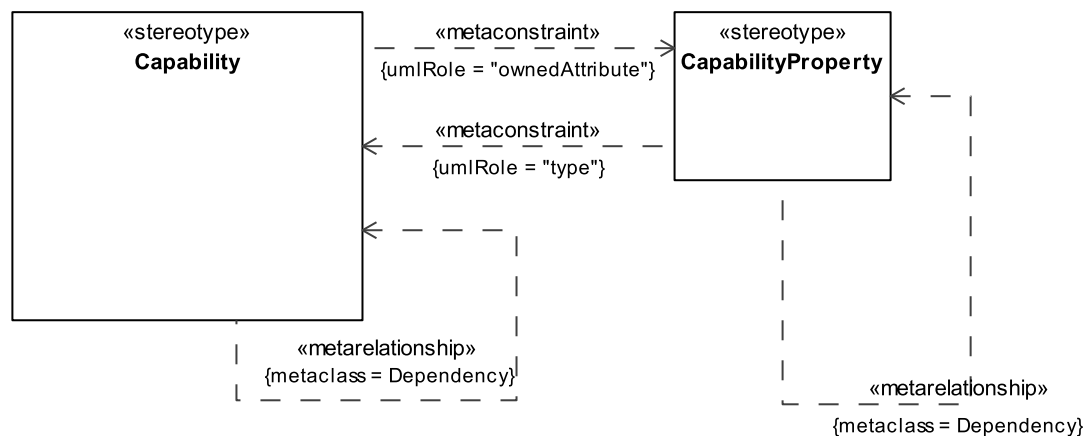 «stereotype»
Capability
«metaconstraint»
{umlRole = "ownedAttribute"}
«stereotype»
CapabilityProperty
«metaconstraint»
{umlRole = "type"}
«metarelationship»
{metaclass = Dependency}
«metarelationship»
{metaclass = Dependency}